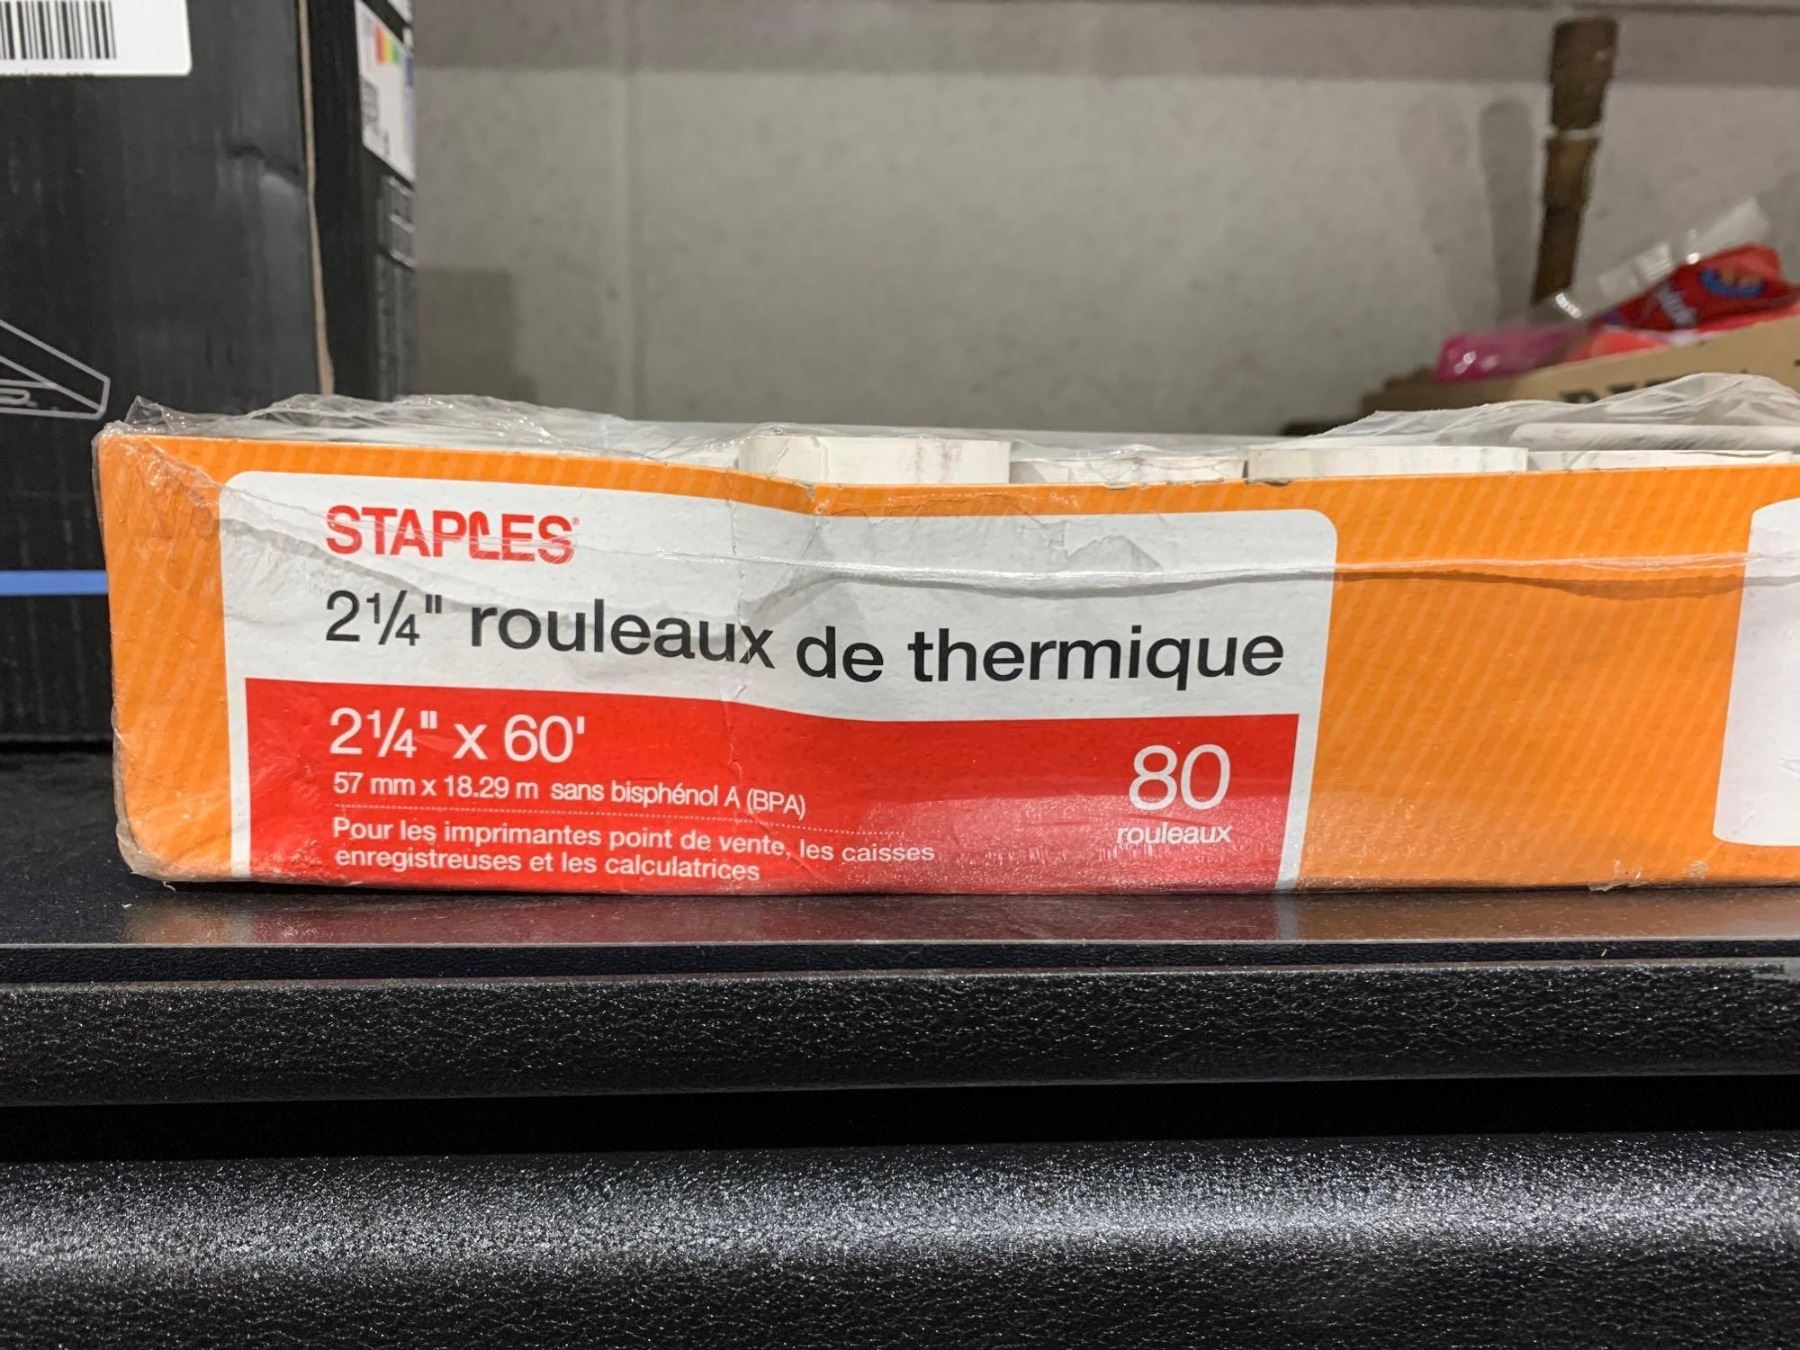 STAPLES
2¼" rouleaux de thermique
2¼" x 60'
57 mm x 18.29 m sans bisphénol A (BPA)
Pour les imprimantes point de vente, les caisses
enregistreuses et les calculatrices
80
rouleaux